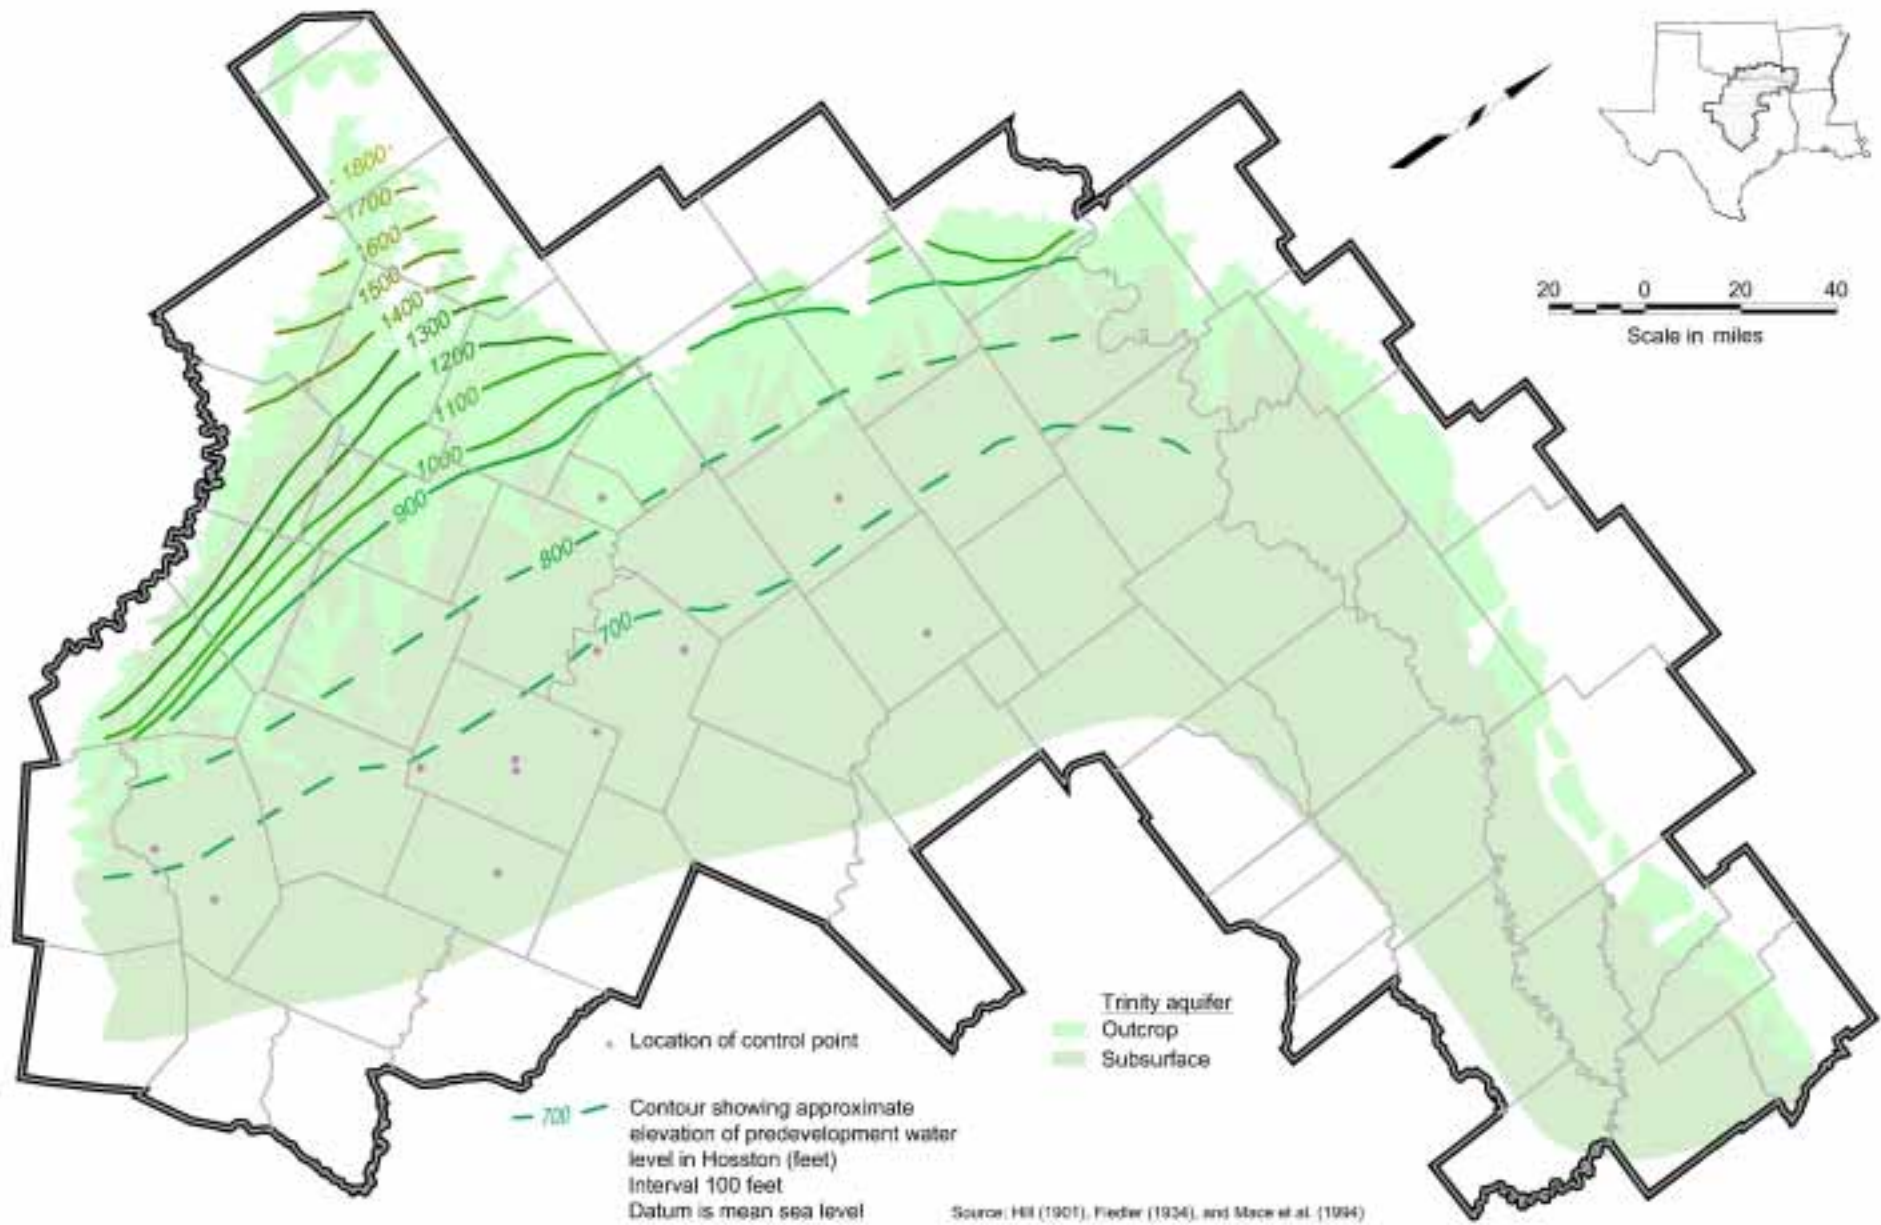 1800
1700
1600
1500
1400
1300
1200
1100
1000
900
800
700
20 0 20 40
Scale in miles
Trinity aquifer
Outcrop
Subsurface
Location of control point
700
Contour showing approximate
elevation of predevelopment water
level in Hosston (feet)
Interval 100 feet
Datum is mean sea level
Source: Hill (1901), Fiedler (1934), and Mace et al. (1994)